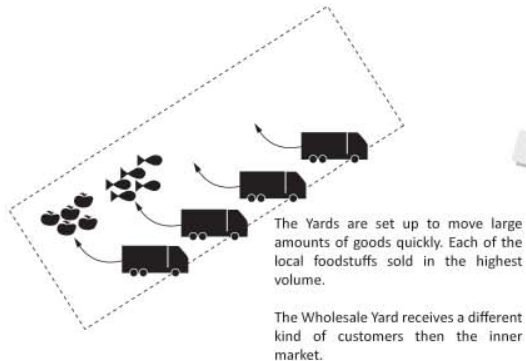 The Yards are set up to move large
amounts of goods quickly. Each of the
local foodstuffs sold in the highest
volume.
The Wholesale Yard receives a different
kind of customers then the inner
market.